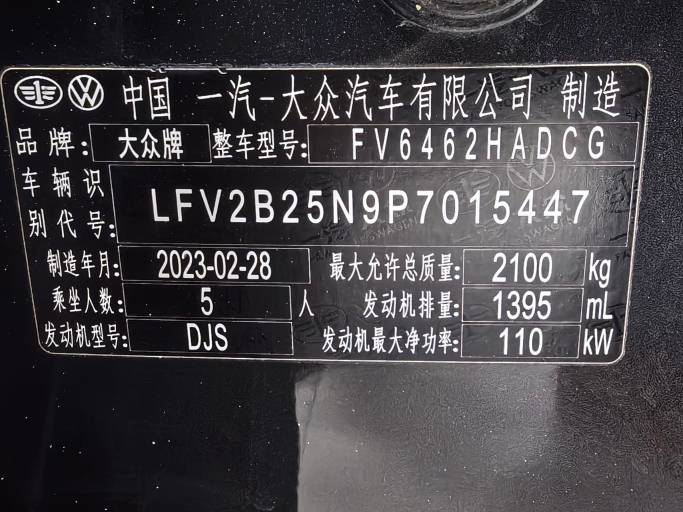 中国 一汽-大众汽车有限公司 制造
品牌: 大众牌 整车型号: FV6462HADCG
车辆识别代号: LFV2B25N9P7015447
制造年月: 2023-02-28 最大允许总质量: 2100 kg
乘坐人数: 5 人 发动机排量: 1395 mL
发动机型号: DJS 发动机最大净功率: 110 kW